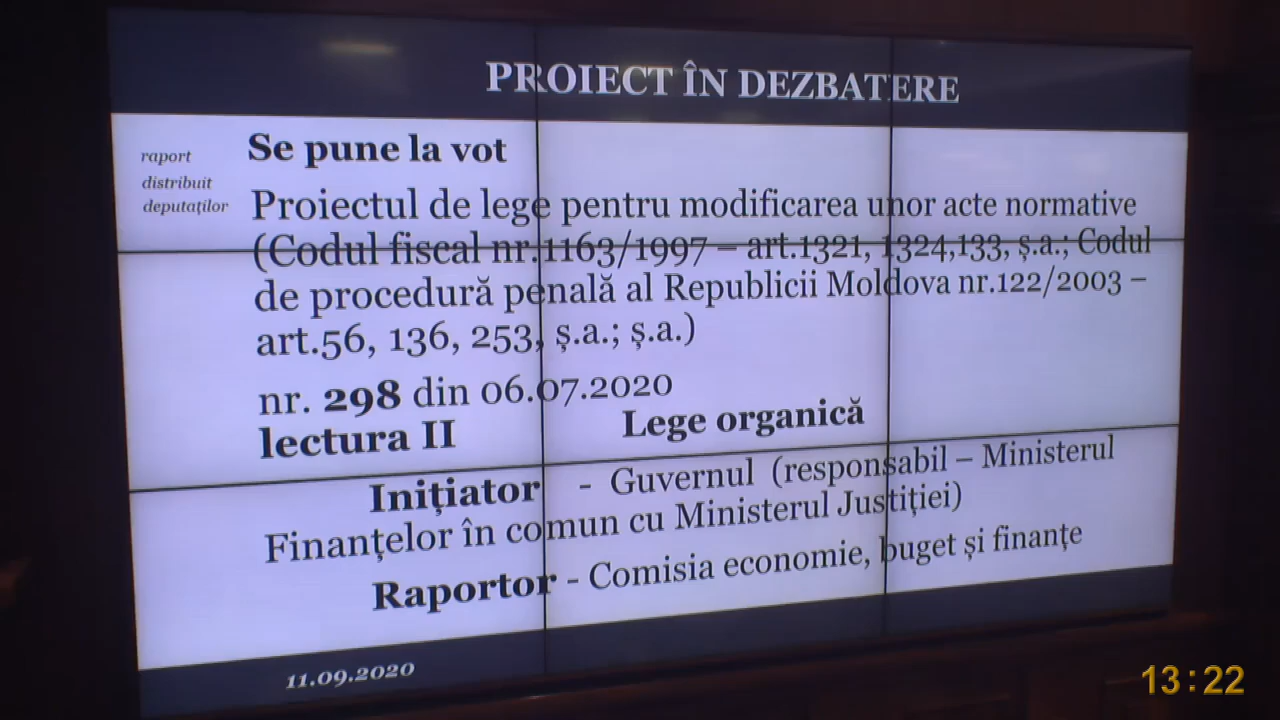 PROIECT ÎN DEZBATERE
raport
distribuit
deputaților
Se pune la vot
Proiectul de lege pentru modificarea unor acte normative
(Codul fiscal nr.1163/1997 – art.1321, 1324,133, ș.a.; Codul
de procedură penală al Republicii Moldova nr.122/2003 –
art.56, 136, 253, ș.a.; ș.a.)
nr. 298 din 06.07.2020
lectura II Lege organică
Inițiator - Guvernul (responsabil – Ministerul
Finanțelor în comun cu Ministerul Justiției)
Raportor - Comisia economie, buget și finanțe
11.09.2020
13:22